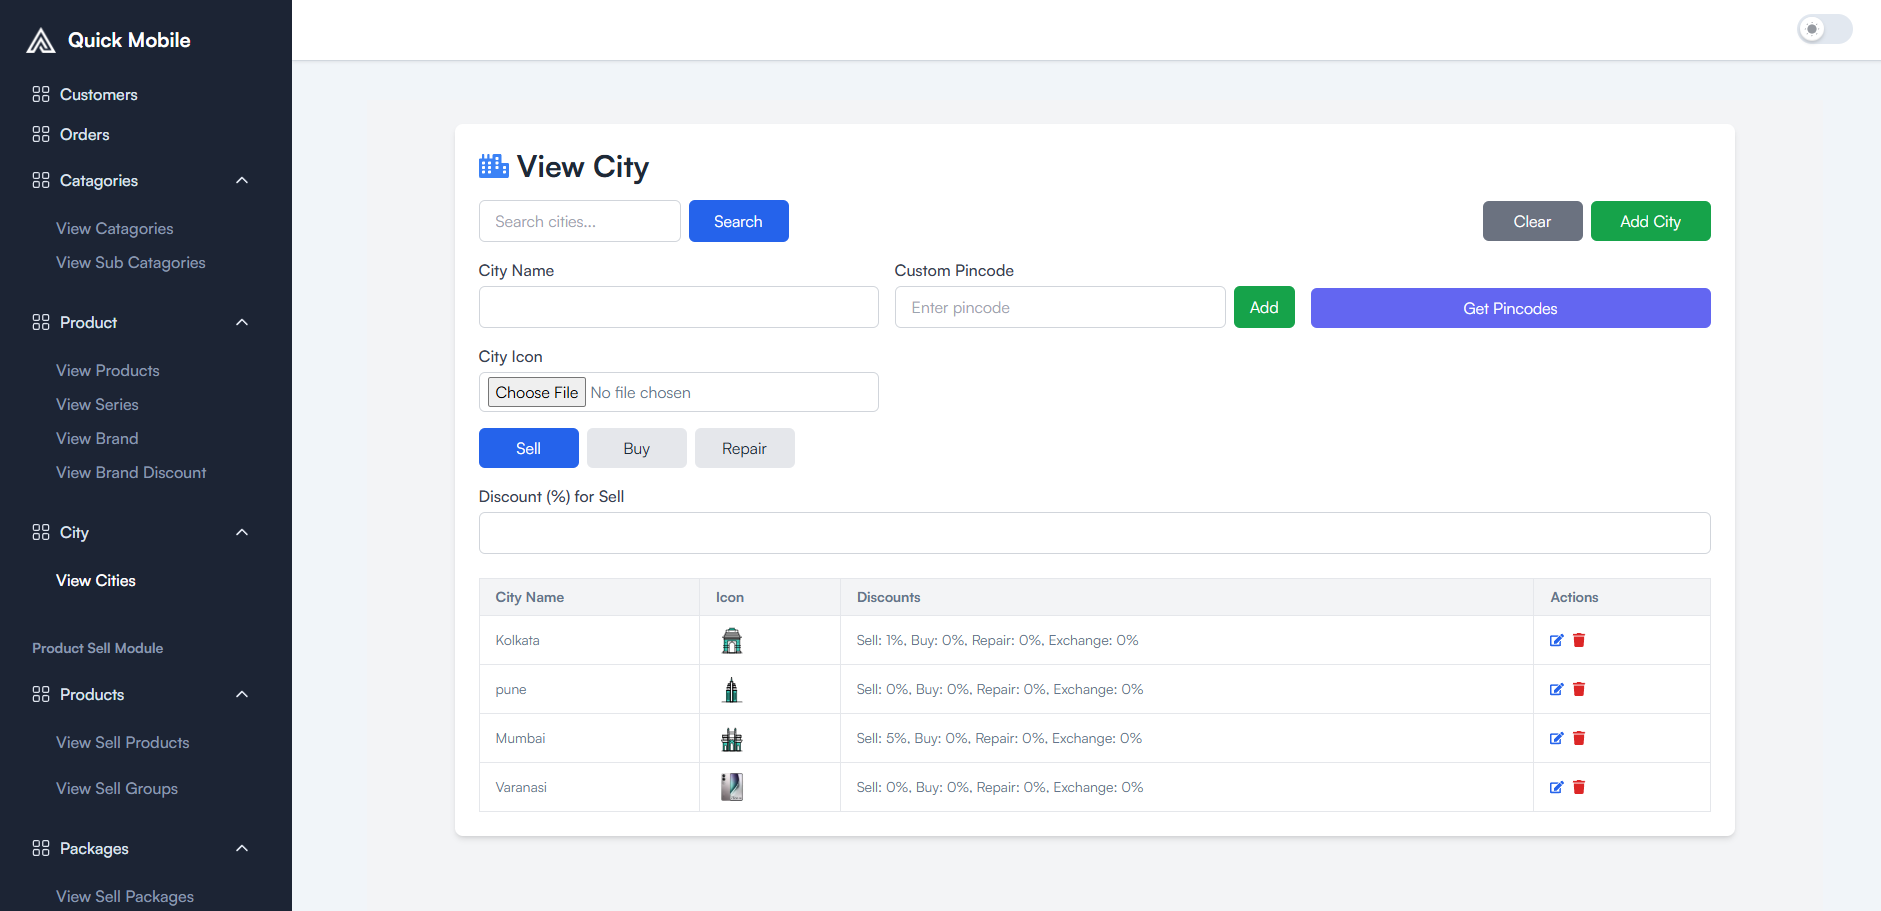 Quick Mobile
Customers
Orders
Catagories
View Catagories
View Sub Catagories
Product
View Products
View Series
View Brand
View Brand Discount
City
View Cities
Product Sell Module
Products
View Sell Products
View Sell Groups
Packages
View Sell Packages
View City
Search cities...
Search
Clear
Add City
City Name
Custom Pincode
Enter pincode
Add
Get Pincodes
City Icon
Choose File No file chosen
Sell
Buy
Repair
Discount (%) for Sell
City Name Icon Discounts Actions
Kolkata Sell: 1%, Buy: 0%, Repair: 0%, Exchange: 0%
pune Sell: 0%, Buy: 0%, Repair: 0%, Exchange: 0%
Mumbai Sell: 5%, Buy: 0%, Repair: 0%, Exchange: 0%
Varanasi Sell: 0%, Buy: 0%, Repair: 0%, Exchange: 0%